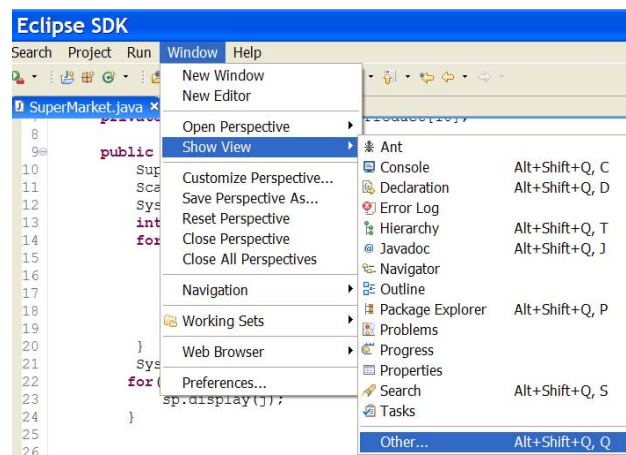 Eclipse SDK
Search Project Run Window Help
New Window
New Editor
SuperMarket.java
Open Perspective
Show View
Customize Perspective...
Save Perspective As...
Reset Perspective
Close Perspective
Close All Perspectives
Navigation
Working Sets
Web Browser
Preferences...
Ant
Console Alt+Shift+Q, C
Declaration Alt+Shift+Q, D
Error Log
Hierarchy Alt+Shift+Q, T
Javadoc Alt+Shift+Q, J
Navigator
Outline
Package Explorer Alt+Shift+Q, P
Problems
Progress
Properties
Search Alt+Shift+Q, S
Tasks
Other... Alt+Shift+Q, Q
8
9 public
10 Sup
11 Sca
12 Sys
13 int
14 for
15
16
17
18
19
20 }
21 Sys
22 for(
23 sp.display(j);
24 }
25
26